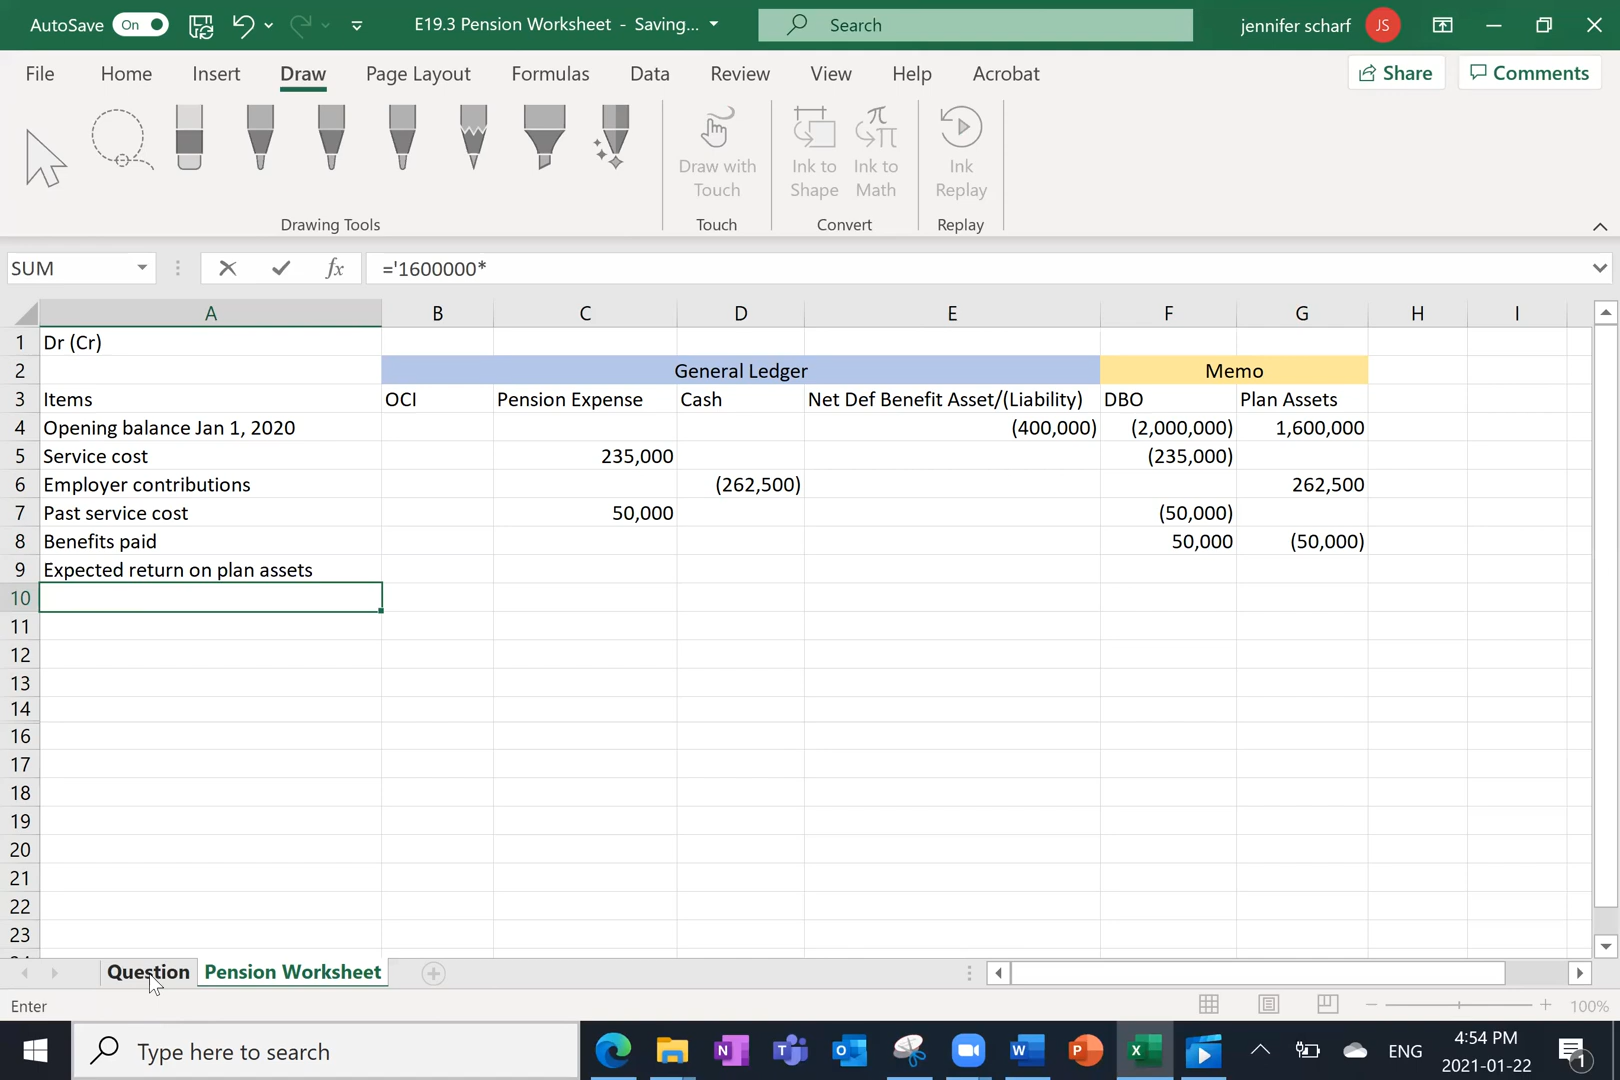 AutoSave On E19.3 Pension Worksheet - Saving... Search jennifer scharf JS
File Home Insert Draw Page Layout Formulas Data Review View Help Acrobat Share Comments
Draw with Touch
Ink to Shape
Ink to Math
Ink Replay
Drawing Tools Touch Convert Replay
SUM fx ='1600000*
A B C D E F G H I
1 Dr (Cr)
2 General Ledger Memo
3 Items OCI Pension Expense Cash Net Def Benefit Asset/(Liability) DBO Plan Assets
4 Opening balance Jan 1, 2020 (400,000) (2,000,000) 1,600,000
5 Service cost 235,000 (235,000)
6 Employer contributions (262,500) 262,500
7 Past service cost 50,000 (50,000)
8 Benefits paid 50,000 (50,000)
9 Expected return on plan assets
10
11
12
13
14
16
17
18
19
20
21
22
23
Question Pension Worksheet
Enter 100%
Type here to search ENG 4:54 PM
2021-01-22 1